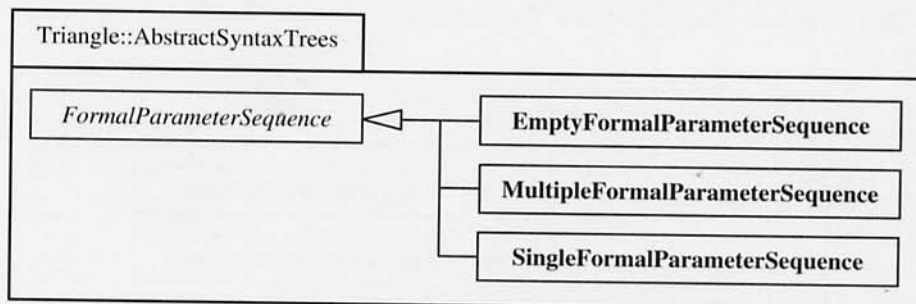 Triangle::AbstractSyntaxTrees
FormalParameterSequence
EmptyFormalParameterSequence
MultipleFormalParameterSequence
SingleFormalParameterSequence